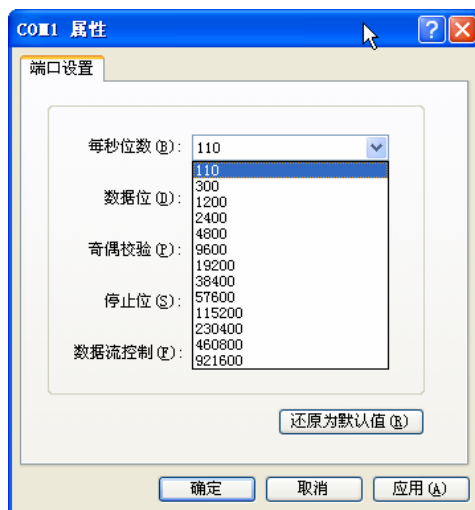 COM1 属性
端口设置
每秒位数(B): 110
110
300
1200
2400
4800
9600
19200
38400
57600
115200
230400
460800
921600
数据位(D):
奇偶校验(P):
停止位(S):
数据流控制(F):
还原为默认值(R)
确定 取消 应用(A)